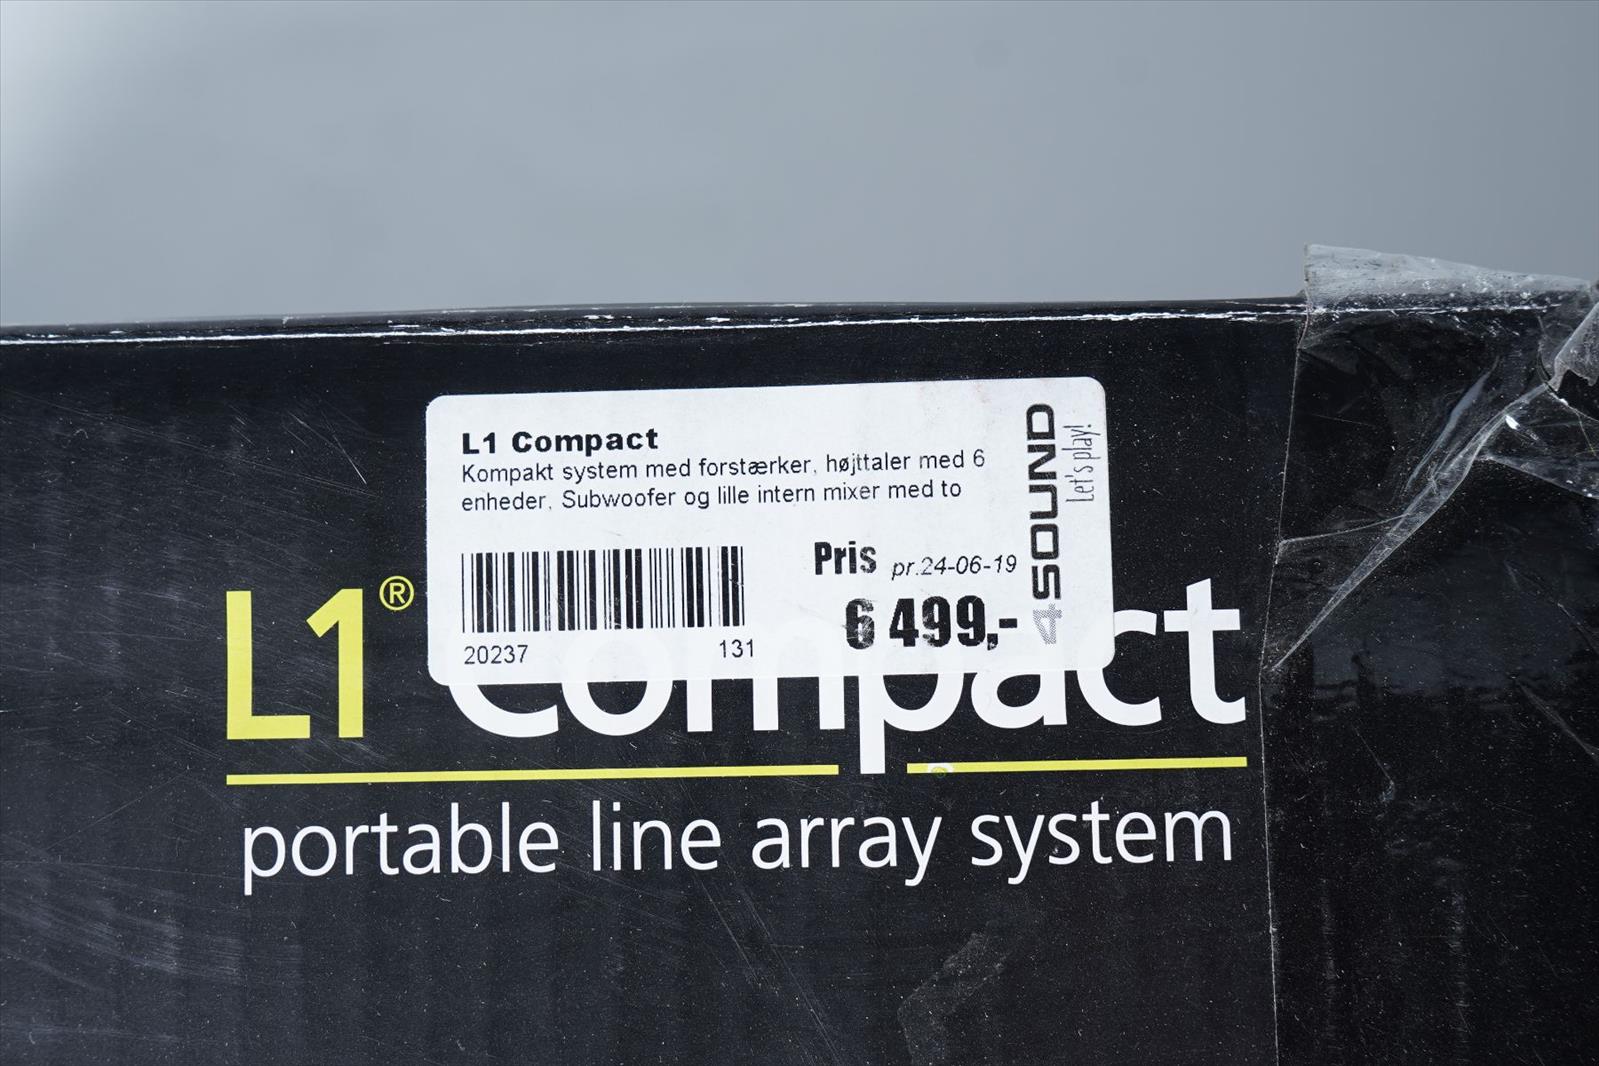 L1 Compact
Kompakt system med forstærker, højttaler med 6
enheder, Subwoofer og lille intern mixer med to
Pris pr.24-06-19
6 499,-
20237 131
4SOUND
Let's play!
L1® Compact
portable line array system